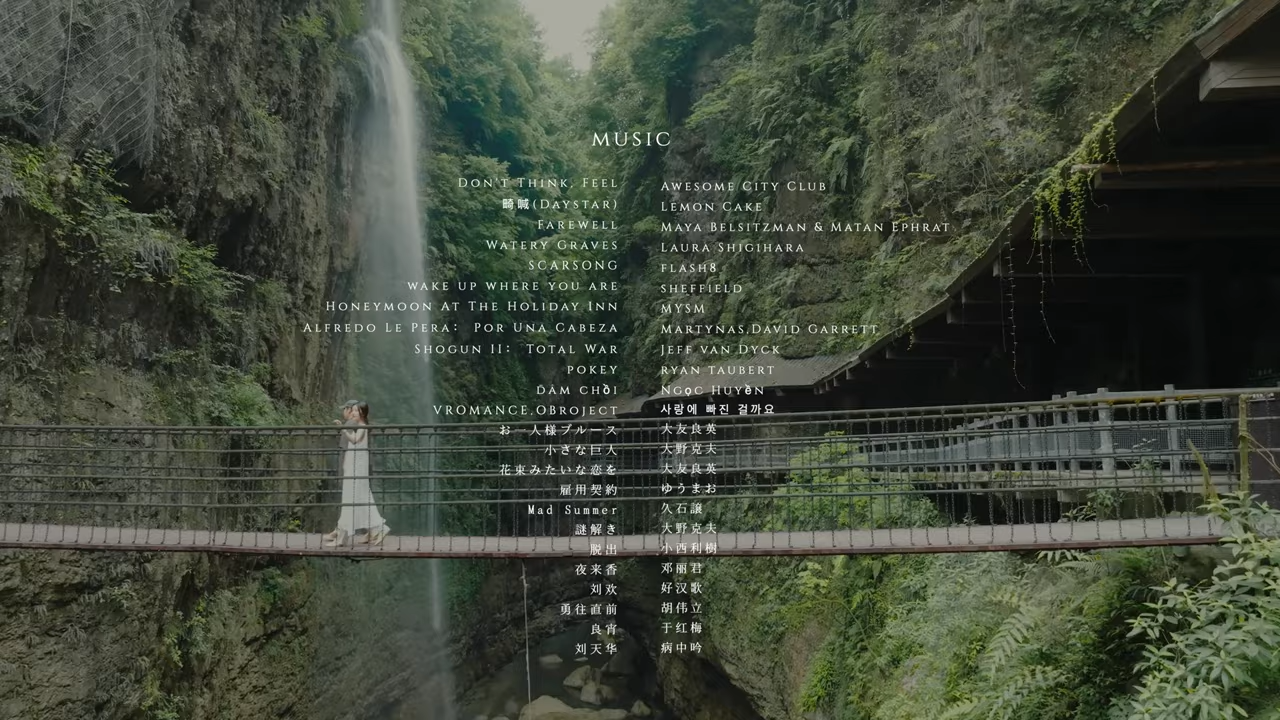 MUSIC
DON'T THINK, FEEL AWESOME CITY CLUB
畸喊(DAYSTAR) LEMON CAKE
FAREWELL MAYA BELSITZMAN & MATAN EPHRAT
WATERY GRAVES LAURA SHIGIHARA
SCARSONG FLASH8
WAKE UP WHERE YOU ARE SHEFFIELD
HONEYMOON AT THE HOLIDAY INN MYSM
ALFREDO LE PERA： POR UNA CABEZA MARTYNAS,DAVID GARRETT
SHOGUN II： TOTAL WAR JEFF VAN DYCK
POKEY RYAN TAUBERT
DẶM CHồI NGọC HUYềN
VROMANCE,OBROJECT 사랑에 빠진 걸까요
お一人様ブルース 大友良英
小さな巨人 大野克夫
花束みたいな恋を 大友良英
雇用契約 ゆうまお
Mad Summer 久石譲
謎解き 大野克夫
脱出 小西利樹
夜来香 邓丽君
刘欢 好汉歌
勇往直前 胡伟立
良宵 于红梅
刘天华 病中吟